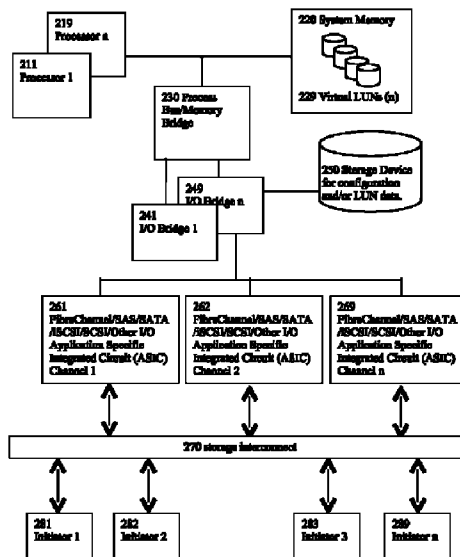 219
Processor n
211
Processor 1
220 System Memory
229 Virtual LUNs (n)
230 Process
Bus/Memory
Bridge
249
I/O Bridge n
241
I/O Bridge 1
250 Storage Device
for configuration
and/or LUN data.
261
FibreChannel/SAS/SATA
/iSCSI/SCSI/Other I/O
Application Specific
Integrated Circuit (ASIC)
Channel 1
262
FibreChannel/SAS/SATA
/iSCSI/SCSI/Other I/O
Application Specific
Integrated Circuit (ASIC)
Channel 2
269
FibreChannel/SAS/SATA
/iSCSI/SCSI/Other I/O
Application Specific
Integrated Circuit (ASIC)
Channel n
270 storage interconnect
281
Initiator 1
282
Initiator 2
283
Initiator 3
289
Initiator n